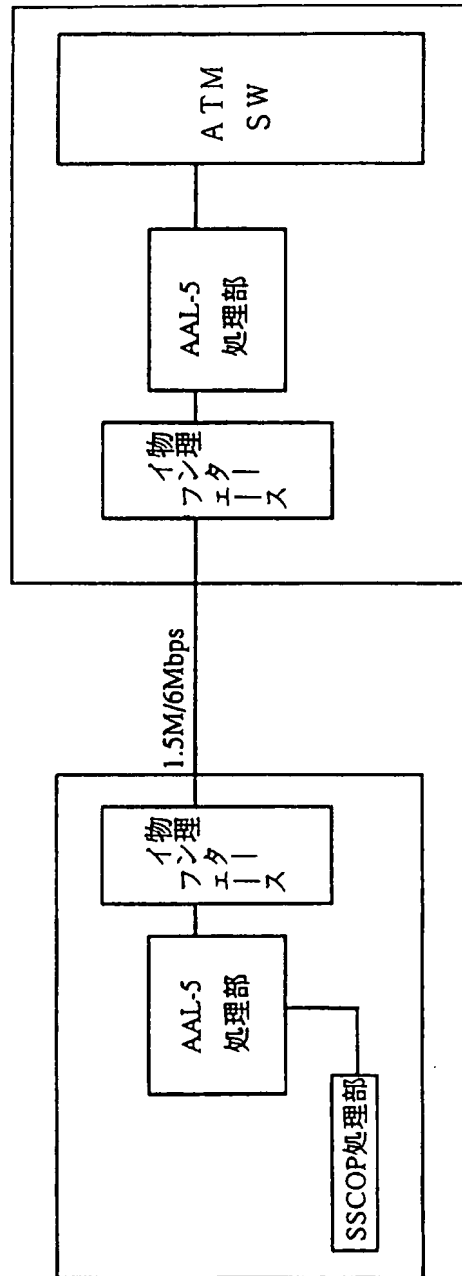 SSCOP処理部
AAL-5
処理部
物理
インター
フェース
1.5M/6Mbps
物理
インター
フェース
AAL-5
処理部
ATM
SW